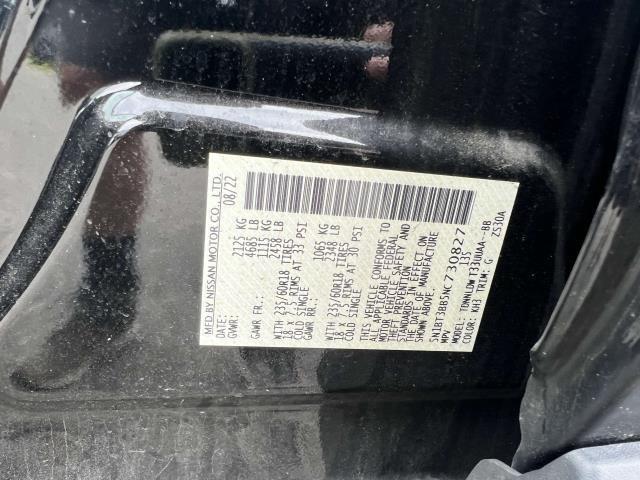 MFD BY NISSAN MOTOR CO., LTD.
DATE: 08/22
GVWR: 2125 KG
4685 LB
GAWR FR: 1115 KG
2458 LB
WITH 235/60R18 TIRES
18 x 7.5 RIMS AT 33 PSI
COLD SINGLE
GAWR RR: 1065 KG
2348 LB
WITH 235/60R18 TIRES
18 x 7.5 RIMS AT 30 PSI
COLD SINGLE
THIS VEHICLE CONFORMS TO ALL
APPLICABLE FEDERAL
MOTOR VEHICLE SAFETY AND
THEFT PREVENTION
STANDARDS IN EFFECT ON
THE DATE OF MANUFACTURE
SHOWN ABOVE.
5N1BT3BB5NC730827
MPV 135
MODEL: TDNNLDWT33UUAA--BB
COLOR: KH3 TRIM: G ZS30A